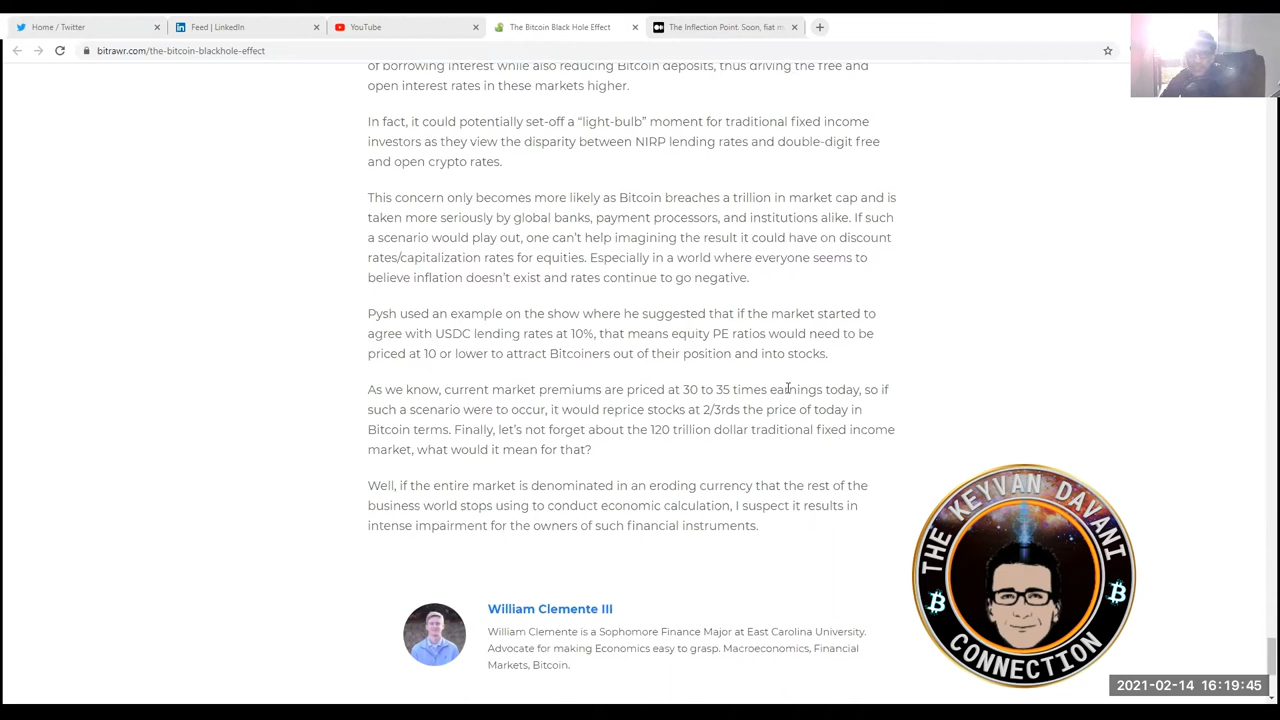 Home / Twitter
Feed | LinkedIn
YouTube
The Bitcoin Black Hole Effect
The Inflection Point. Soon, fiat m
bitrawr.com/the-bitcoin-blackhole-effect
of borrowing interest while also reducing Bitcoin deposits, thus driving the free and
open interest rates in these markets higher.
In fact, it could potentially set-off a “light-bulb” moment for traditional fixed income
investors as they view the disparity between NIRP lending rates and double-digit free
and open crypto rates.
This concern only becomes more likely as Bitcoin breaches a trillion in market cap and is
taken more seriously by global banks, payment processors, and institutions alike. If such
a scenario would play out, one can’t help imagining the result it could have on discount
rates/capitalization rates for equities. Especially in a world where everyone seems to
believe inflation doesn’t exist and rates continue to go negative.
Pysh used an example on the show where he suggested that if the market started to
agree with USDC lending rates at 10%, that means equity PE ratios would need to be
priced at 10 or lower to attract Bitcoiners out of their position and into stocks.
As we know, current market premiums are priced at 30 to 35 times earnings today, so if
such a scenario were to occur, it would reprice stocks at 2/3rds the price of today in
Bitcoin terms. Finally, let’s not forget about the 120 trillion dollar traditional fixed income
market, what would it mean for that?
Well, if the entire market is denominated in an eroding currency that the rest of the
business world stops using to conduct economic calculation, I suspect it results in
intense impairment for the owners of such financial instruments.
William Clemente III
William Clemente is a Sophomore Finance Major at East Carolina University.
Advocate for making Economics easy to grasp. Macroeconomics, Financial
Markets, Bitcoin.
THE KEYVAN DAVANI
CONNECTION
2021-02-14 16:19:45